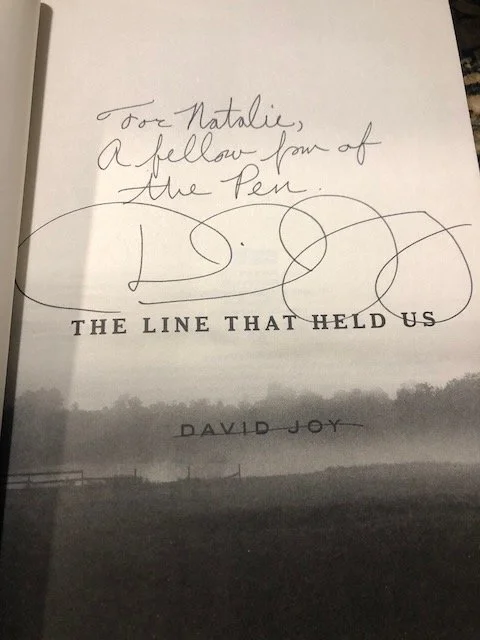 For Natalie,
A fellow fan of
the Pen.
THE LINE THAT HELD US
DAVID JOY